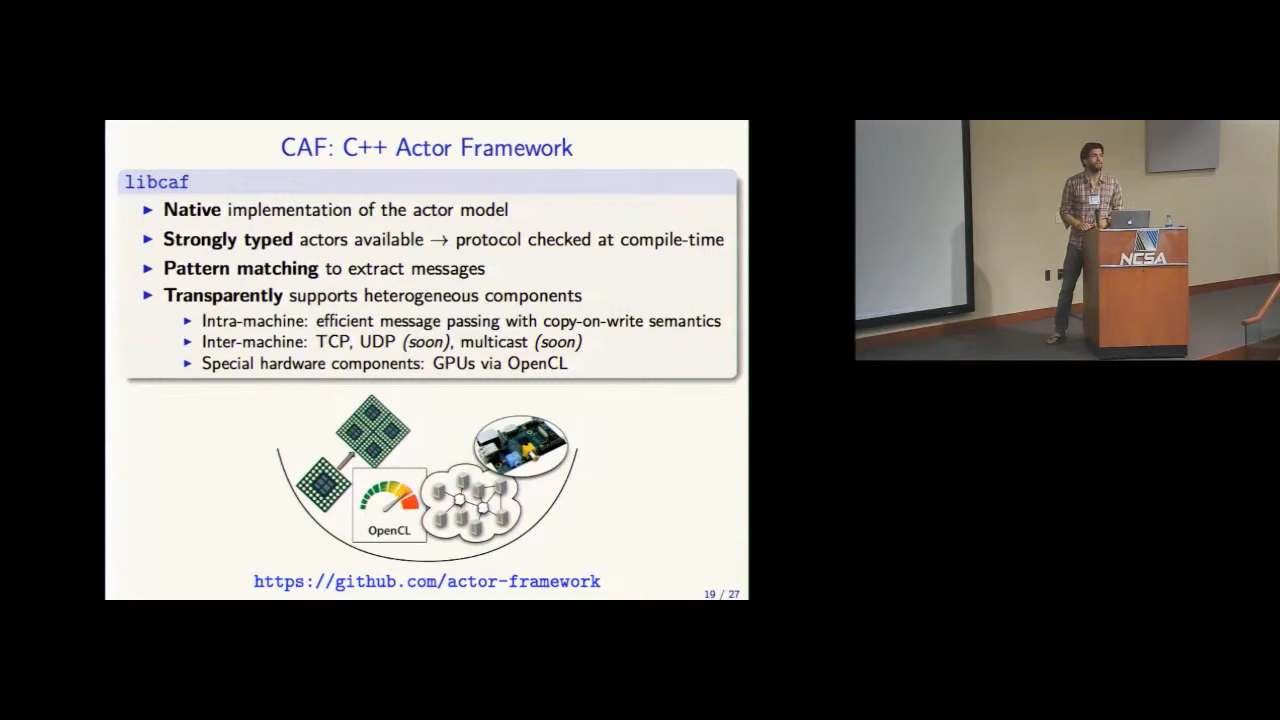 CAF: C++ Actor Framework
libcaf
Native implementation of the actor model
Strongly typed actors available → protocol checked at compile-time
Pattern matching to extract messages
Transparently supports heterogeneous components
Intra-machine: efficient message passing with copy-on-write semantics
Inter-machine: TCP, UDP (soon), multicast (soon)
Special hardware components: GPUs via OpenCL
OpenCL
https://github.com/actor-framework
19 / 27
NCSA